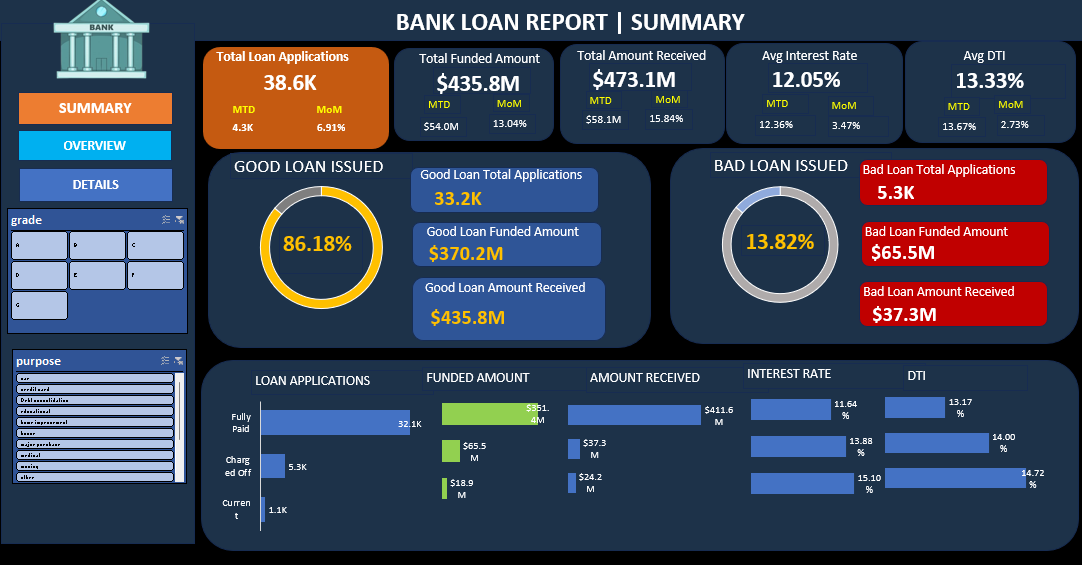 BANK
BANK LOAN REPORT | SUMMARY
Total Loan Applications
38.6K
MTD
MoM
4.3K
6.91%
Total Funded Amount
$435.8M
MTD
MoM
$54.0M
13.04%
Total Amount Received
$473.1M
MTD
MoM
$58.1M
15.84%
Avg Interest Rate
12.05%
MTD
MoM
12.36%
3.47%
Avg DTI
13.33%
MTD
MoM
13.67%
2.73%
SUMMARY
OVERVIEW
DETAILS
grade
A
B
C
D
E
F
G
purpose
car
credit card
Debt consolidation
educational
home improvement
house
major purchase
medical
moving
other
GOOD LOAN ISSUED
86.18%
Good Loan Total Applications
33.2K
Good Loan Funded Amount
$370.2M
Good Loan Amount Received
$435.8M
BAD LOAN ISSUED
13.82%
Bad Loan Total Applications
5.3K
Bad Loan Funded Amount
$65.5M
Bad Loan Amount Received
$37.3M
LOAN APPLICATIONS
Fully
Paid
32.1K
Charg
ed Off
5.3K
Curren
t
1.1K
FUNDED AMOUNT
$351.
4M
$65.5
M
$18.9
M
AMOUNT RECEIVED
$411.6
M
$37.3
M
$24.2
M
INTEREST RATE
11.64
%
13.88
%
15.10
%
DTI
13.17
%
14.00
%
14.72
%